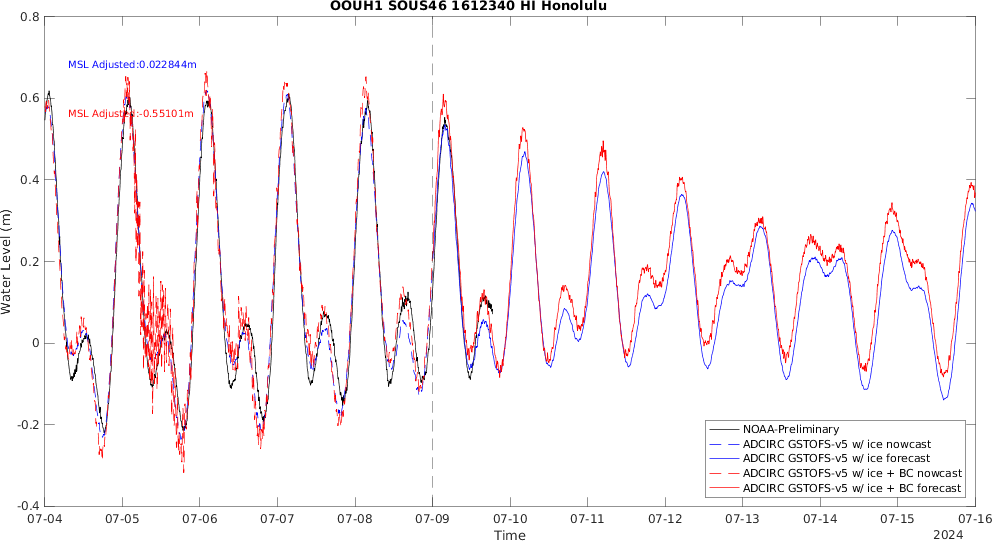 OOUH1 SOUS46 1612340 HI Honolulu
0.8
0.6
0.4
0.2
0
-0.2
-0.4
Water Level (m)
MSL Adjusted:0.022844m
MSL Adjusted:-0.55101m
NOAA-Preliminary
ADCIRC GSTOFS-v5 w/ ice nowcast
ADCIRC GSTOFS-v5 w/ ice forecast
ADCIRC GSTOFS-v5 w/ ice + BC nowcast
ADCIRC GSTOFS-v5 w/ ice + BC forecast
07-04 07-05 07-06 07-07 07-08 07-09 07-10 07-11 07-12 07-13 07-14 07-15 07-16
Time
2024